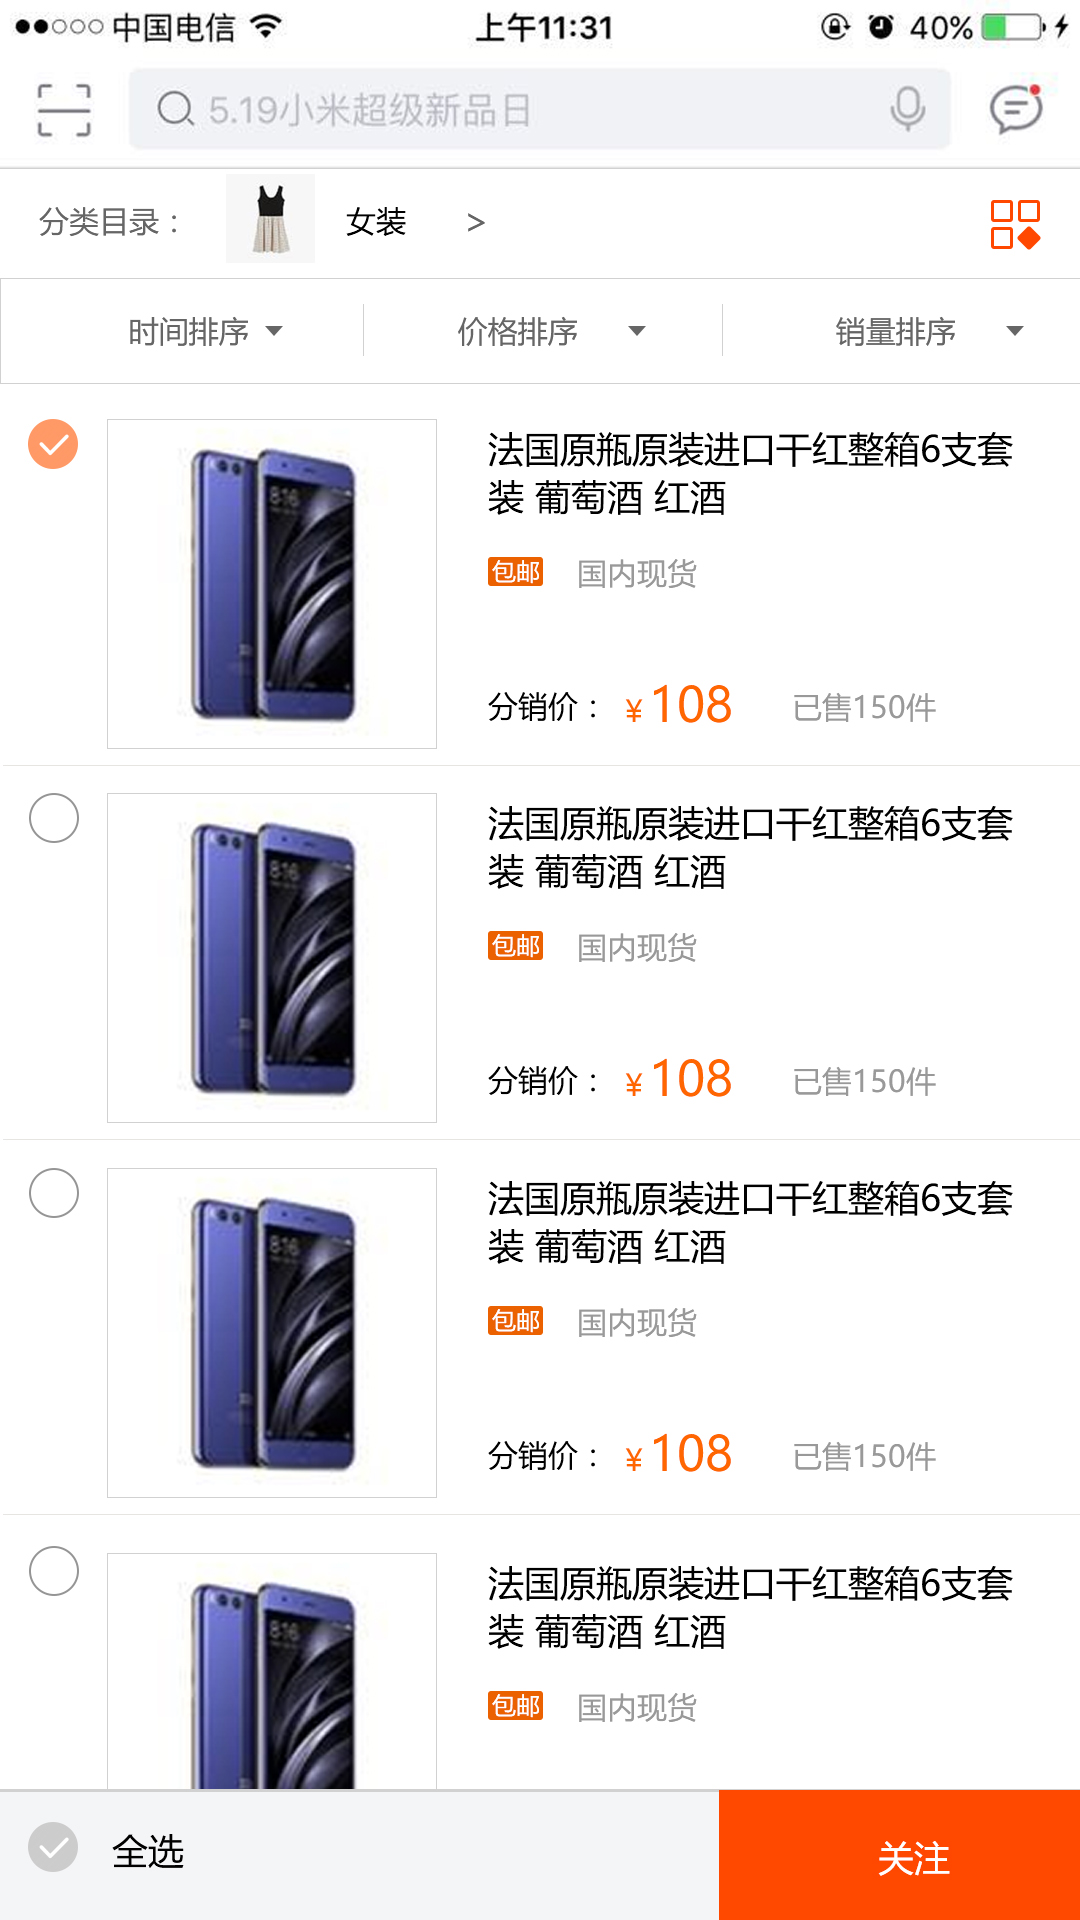 中国电信 上午11:31 40%
5.19小米超级新品日
分类目录： 女装 >
时间排序 价格排序 销量排序
法国原瓶原装进口干红整箱6支套
装 葡萄酒 红酒
包邮 国内现货
分销价： ¥108 已售150件
法国原瓶原装进口干红整箱6支套
装 葡萄酒 红酒
包邮 国内现货
分销价： ¥108 已售150件
法国原瓶原装进口干红整箱6支套
装 葡萄酒 红酒
包邮 国内现货
分销价： ¥108 已售150件
法国原瓶原装进口干红整箱6支套
装 葡萄酒 红酒
包邮 国内现货
全选 关注